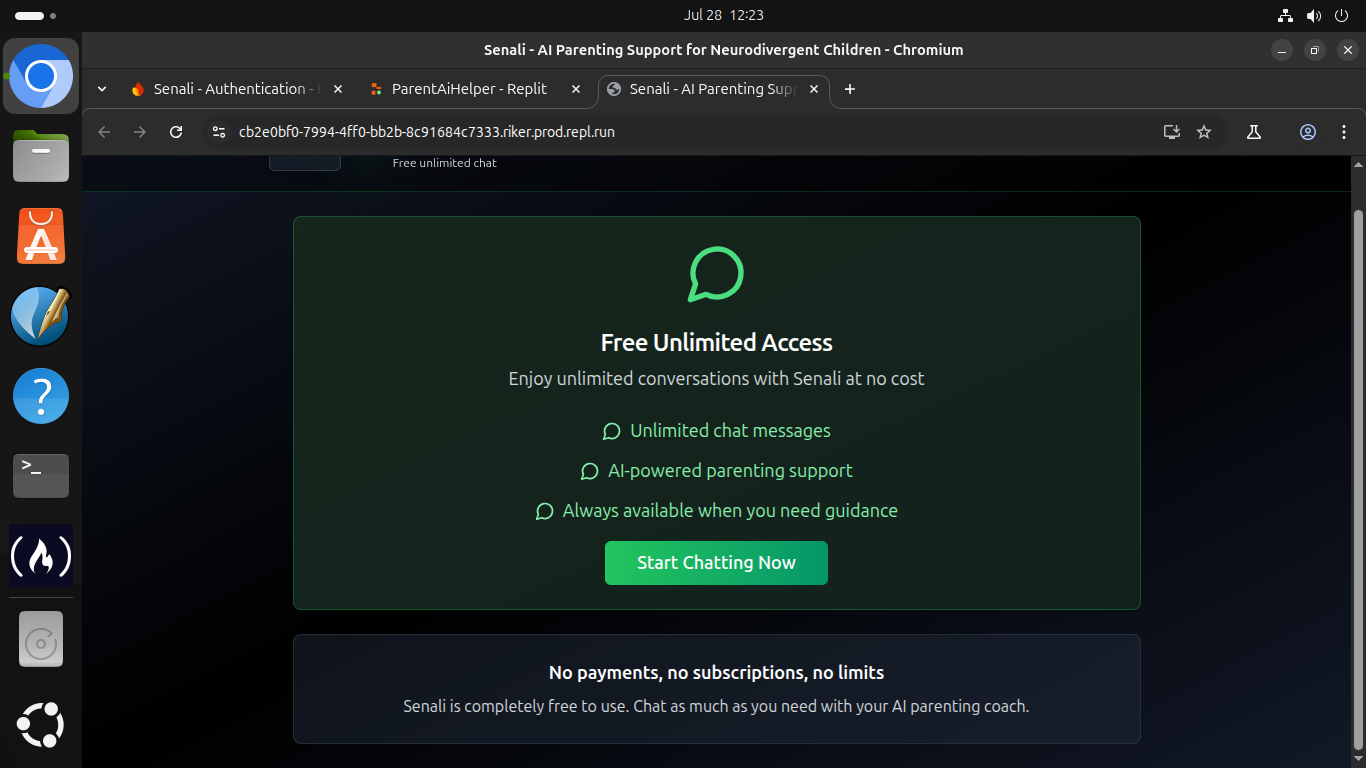 Jul 28 12:23
Senali - AI Parenting Support for Neurodivergent Children - Chromium
Senali - Authentication -
ParentAiHelper - Replit
Senali - AI Parenting Supp
cb2e0bf0-7994-4ff0-bb2b-8c91684c7333.riker.prod.repl.run
Free unlimited chat
Free Unlimited Access
Enjoy unlimited conversations with Senali at no cost
Unlimited chat messages
AI-powered parenting support
Always available when you need guidance
Start Chatting Now
No payments, no subscriptions, no limits
Senali is completely free to use. Chat as much as you need with your AI parenting coach.